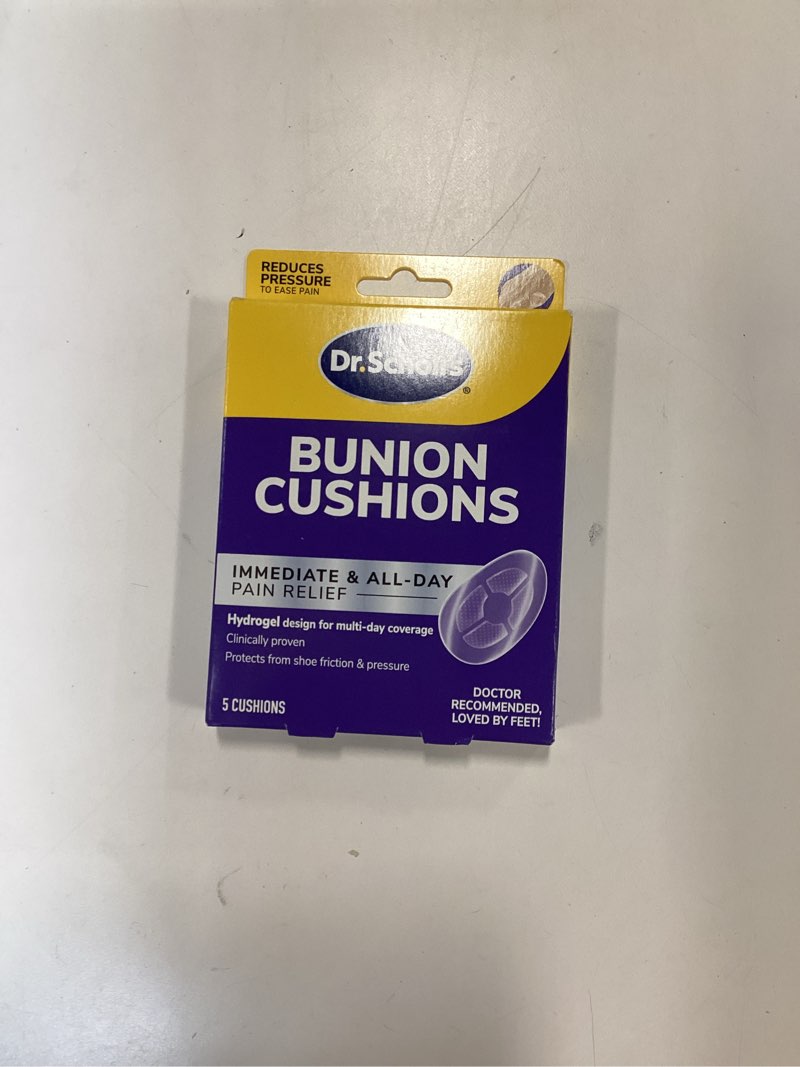 REDUCES
PRESSURE
TO EASE PAIN
Dr.Scholl's
®
BUNION
CUSHIONS
IMMEDIATE & ALL-DAY
PAIN RELIEF
Hydrogel design for multi-day coverage
Clinically proven
Protects from shoe friction & pressure
5 CUSHIONS
DOCTOR
RECOMMENDED,
LOVED BY FEET!